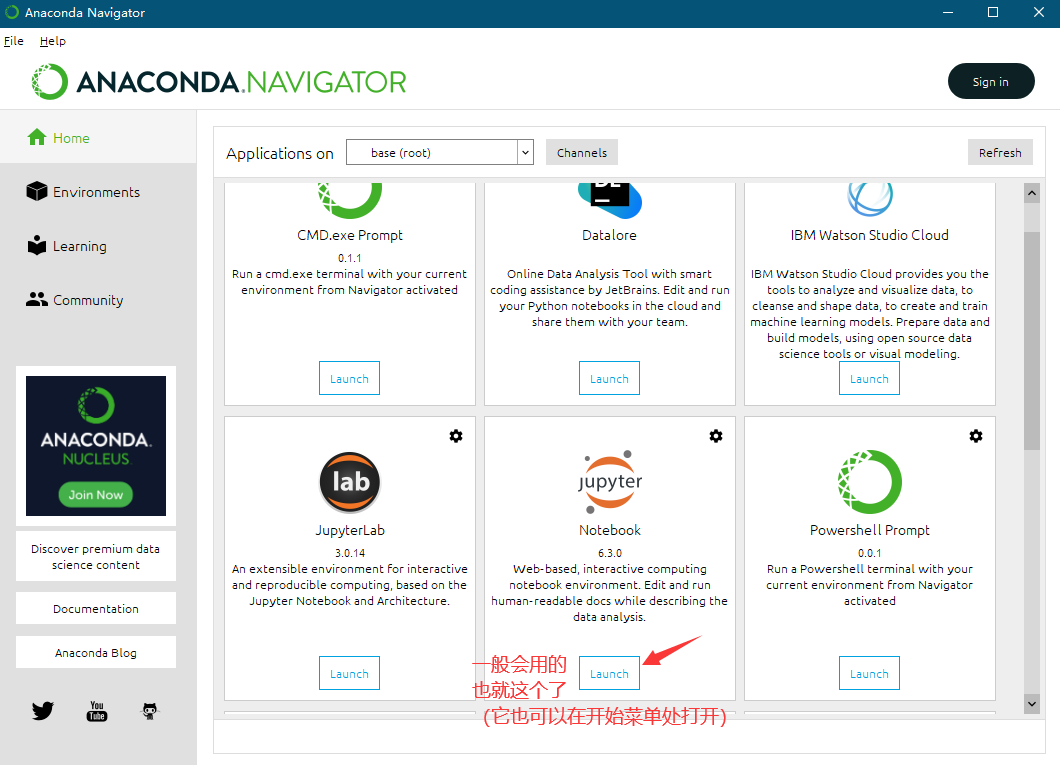 Anaconda Navigator
File Help
ANACONDA.NAVIGATOR
Sign in
Home
Environments
Learning
Community
ANACONDA.
NUCLEUS
Join Now
Discover premium data
science content
Documentation
Anaconda Blog
You
Tube
Applications on
base (root)
Channels
Refresh
CMD.exe Prompt
0.1.1
Run a cmd.exe terminal with your current
environment from Navigator activated
Launch
Datalore
Online Data Analysis Tool with smart
coding assistance by JetBrains. Edit and run
your Python notebooks in the cloud and
share them with your team.
Launch
IBM Watson Studio Cloud
IBM Watson Studio Cloud provides you the
tools to analyze and visualize data, to
cleanse and shape data, to create and train
machine learning models. Prepare data and
build models, using open source data
science tools or visual modeling.
Launch
lab
JupyterLab
3.0.14
An extensible environment for interactive
and reproducible computing, based on the
Jupyter Notebook and Architecture.
Launch
jupyter
Notebook
6.3.0
Web-based, interactive computing
notebook environment. Edit and run
human-readable docs while describing the
data analysis.
Launch
一般会用的
也就这个了
（它也可以在开始菜单处打开）
Powershell Prompt
0.0.1
Run a Powershell terminal with your
current environment from Navigator
activated
Launch